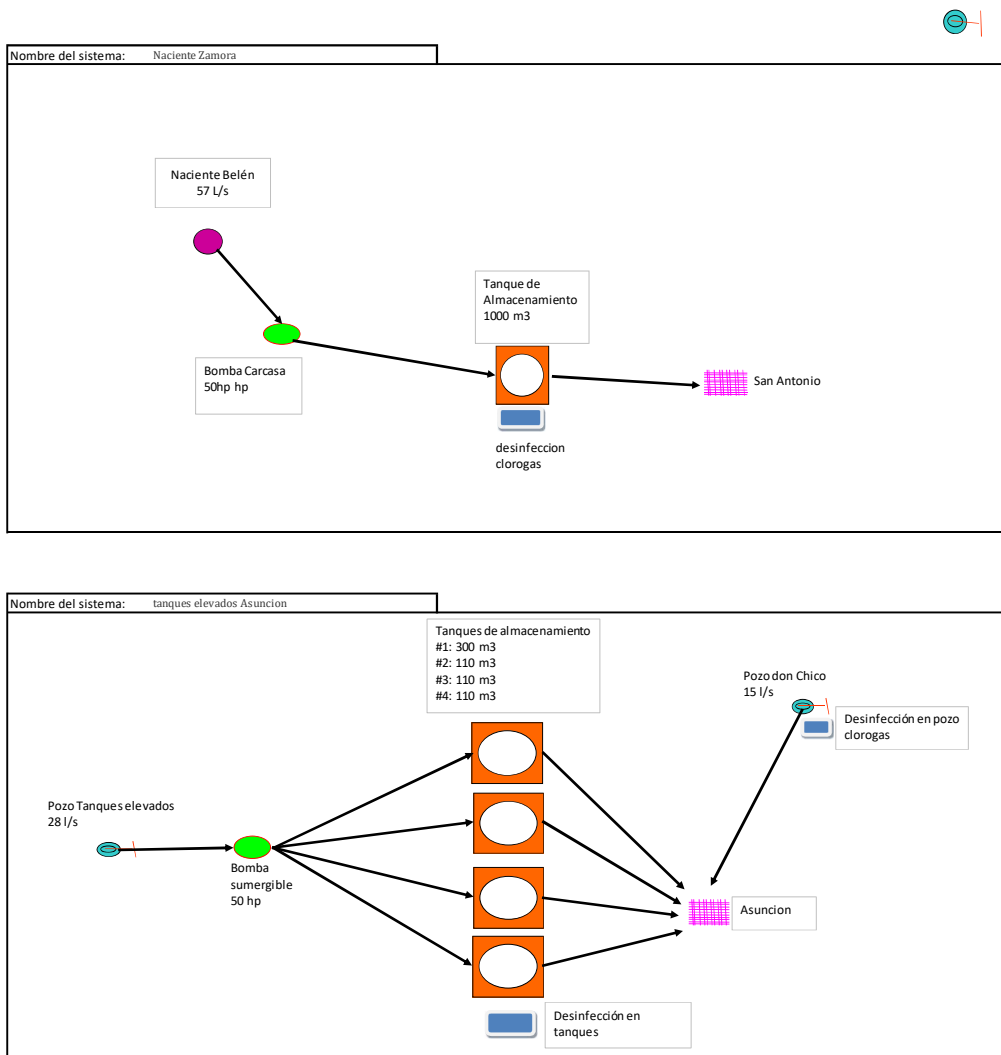 Nombre del sistema: Naciente Zamora
Naciente Belén
57 L/s
Tanque de
Almacenamiento
1000 m3
Bomba Carcasa
50hp hp
San Antonio
desinfeccion
clorogas
Nombre del sistema: tanques elevados Asuncion
Tanques de almacenamiento
#1: 300 m3
#2: 110 m3
#3: 110 m3
#4: 110 m3
Pozo don Chico
15 l/s
Desinfección en pozo
clorogas
Pozo Tanques elevados
28 l/s
Bomba
sumergible
50 hp
Asuncion
Desinfección en
tanques